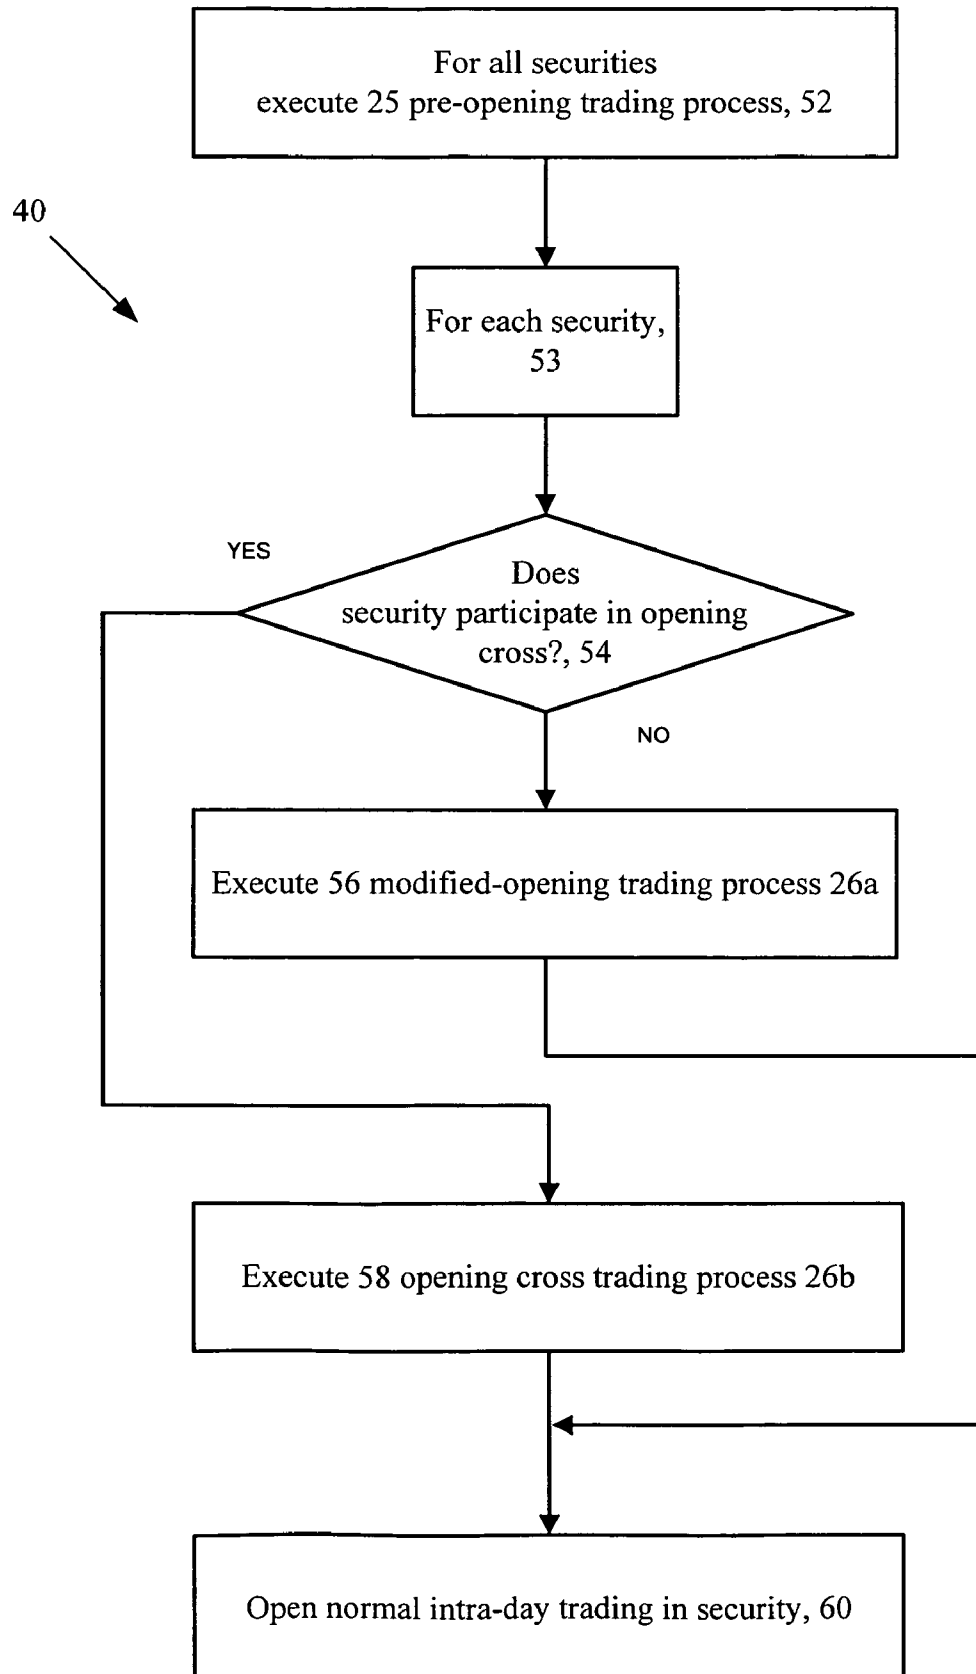 For all securities
execute 25 pre-opening trading process, 52
40
For each security,
53
YES
Does
security participate in opening
cross?, 54
NO
Execute 56 modified-opening trading process 26a
Execute 58 opening cross trading process 26b
Open normal intra-day trading in security, 60